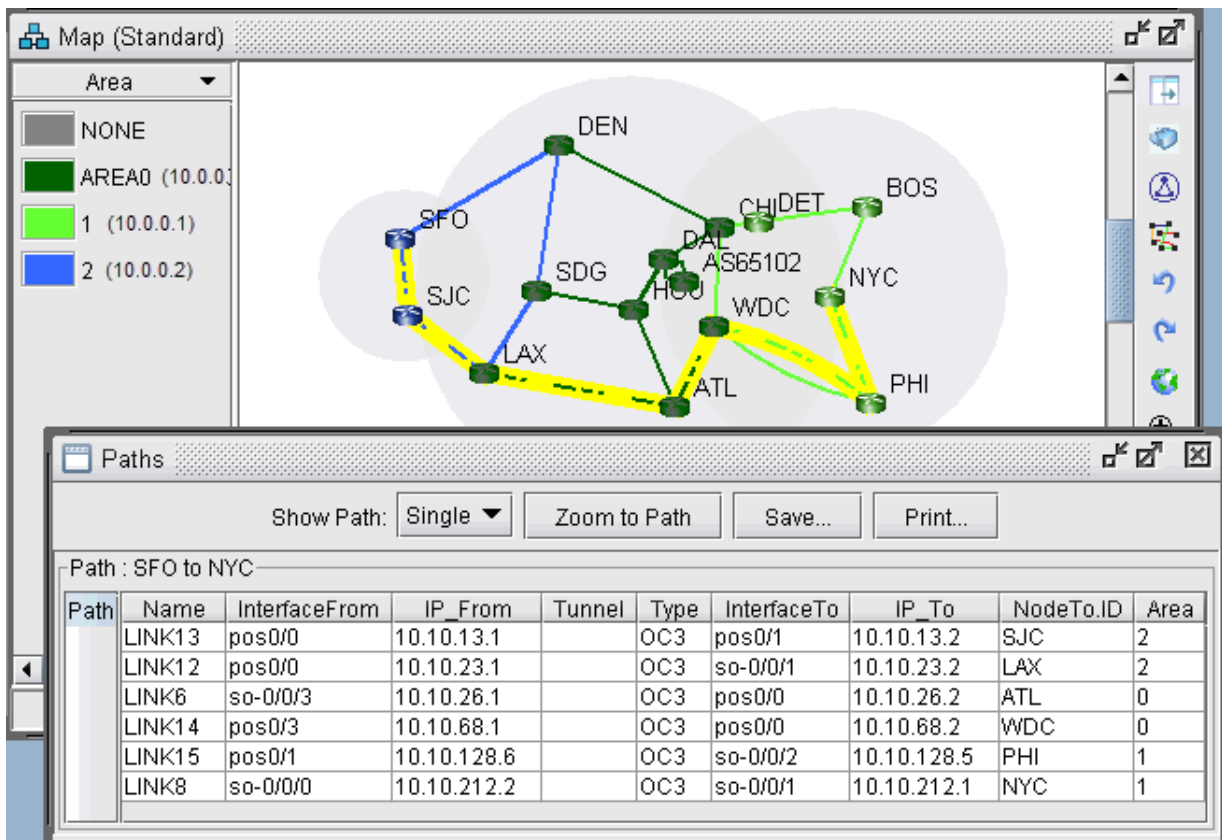 Map (Standard)
Area
NONE
AREA0 (10.0.0.
1 (10.0.0.1)
2 (10.0.0.2)
DEN
SFO
CHI
DET
BOS
DAL
AS65102
SDG
HOU
NYC
SJC
WDC
LAX
ATL
PHI
Paths
Show Path: Single Zoom to Path Save... Print...
Path : SFO to NYC
Path Name InterfaceFrom IP_From Tunnel Type InterfaceTo IP_To NodeTo.ID Area
LINK13 pos0/0 10.10.13.1 OC3 pos0/1 10.10.13.2 SJC 2
LINK12 pos0/0 10.10.23.1 OC3 so-0/0/1 10.10.23.2 LAX 2
LINK6 so-0/0/3 10.10.26.1 OC3 pos0/0 10.10.26.2 ATL 0
LINK14 pos0/3 10.10.68.1 OC3 pos0/0 10.10.68.2 WDC 0
LINK15 pos0/1 10.10.128.6 OC3 so-0/0/2 10.10.128.5 PHI 1
LINK8 so-0/0/0 10.10.212.2 OC3 so-0/0/1 10.10.212.1 NYC 1